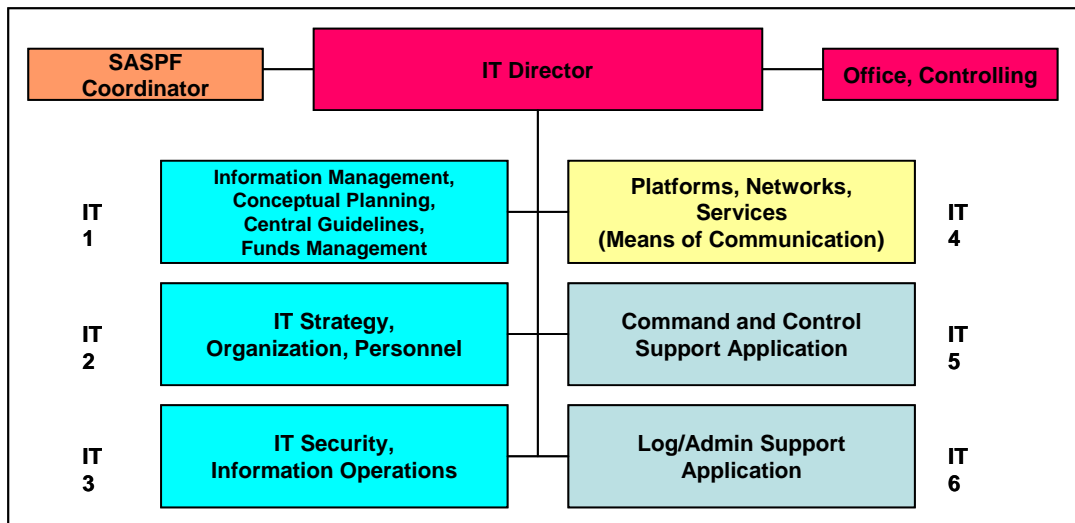 SASPF
Coordinator
IT Director
Office, Controlling
IT
1
Information Management,
Conceptual Planning,
Central Guidelines,
Funds Management
Platforms, Networks,
Services
(Means of Communication)
IT
4
IT
2
IT Strategy,
Organization, Personnel
Command and Control
Support Application
IT
5
IT
3
IT Security,
Information Operations
Log/Admin Support
Application
IT
6